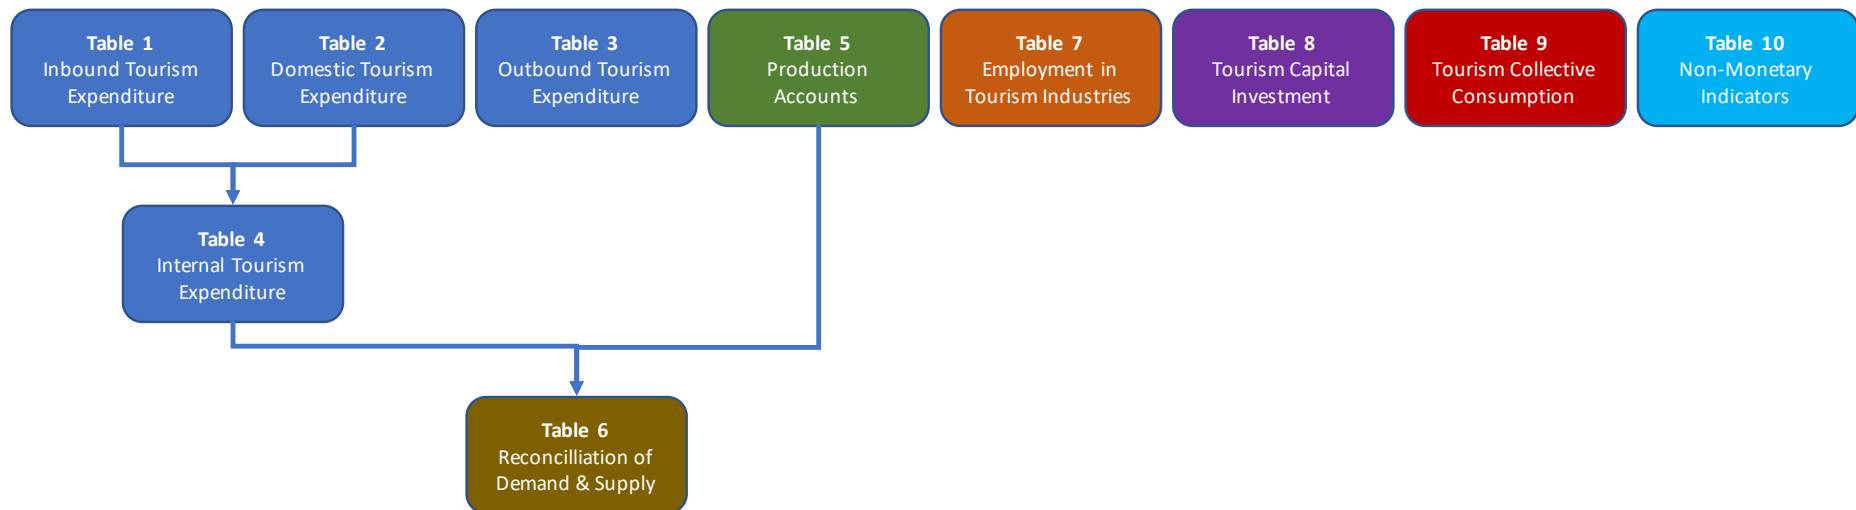 Table 1
Inbound Tourism
Expenditure
Table 2
Domestic Tourism
Expenditure
Table 3
Outbound Tourism
Expenditure
Table 5
Production
Accounts
Table 7
Employment in
Tourism Industries
Table 8
Tourism Capital
Investment
Table 9
Tourism Collective
Consumption
Table 10
Non-Monetary
Indicators
Table 4
Internal Tourism
Expenditure
Table 6
Reconcilliation of
Demand & Supply